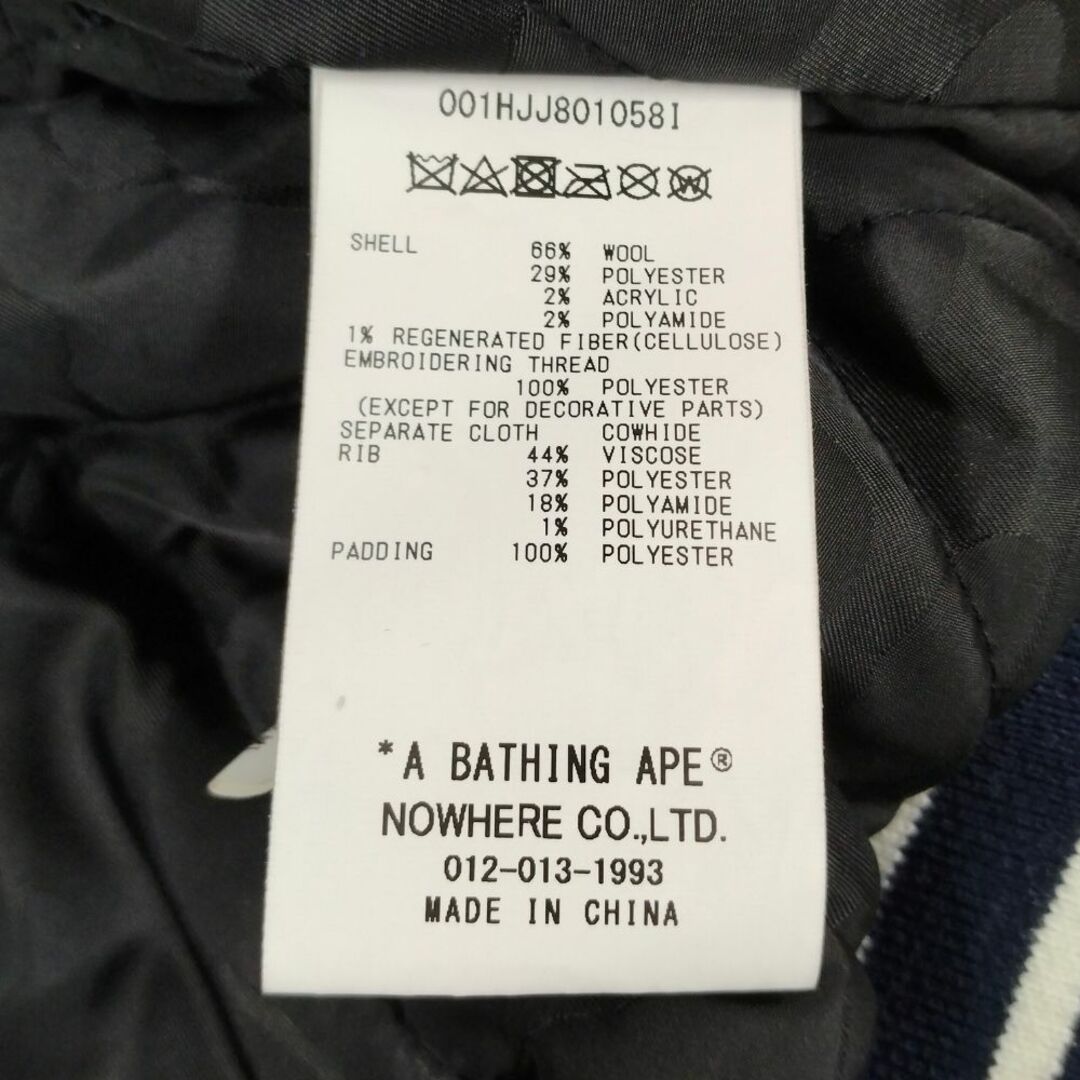 001HJJ801058I
SHELL 66% WOOL
29% POLYESTER
2% ACRYLIC
2% POLYAMIDE
1% REGENERATED FIBER(CELLULOSE)
EMBROIDERING THREAD
100% POLYESTER
(EXCEPT FOR DECORATIVE PARTS)
SEPARATE CLOTH COWHIDE
RIB 44% VISCOSE
37% POLYESTER
18% POLYAMIDE
1% POLYURETHANE
PADDING 100% POLYESTER
*A BATHING APE®
NOWHERE CO.,LTD.
012-013-1993
MADE IN CHINA